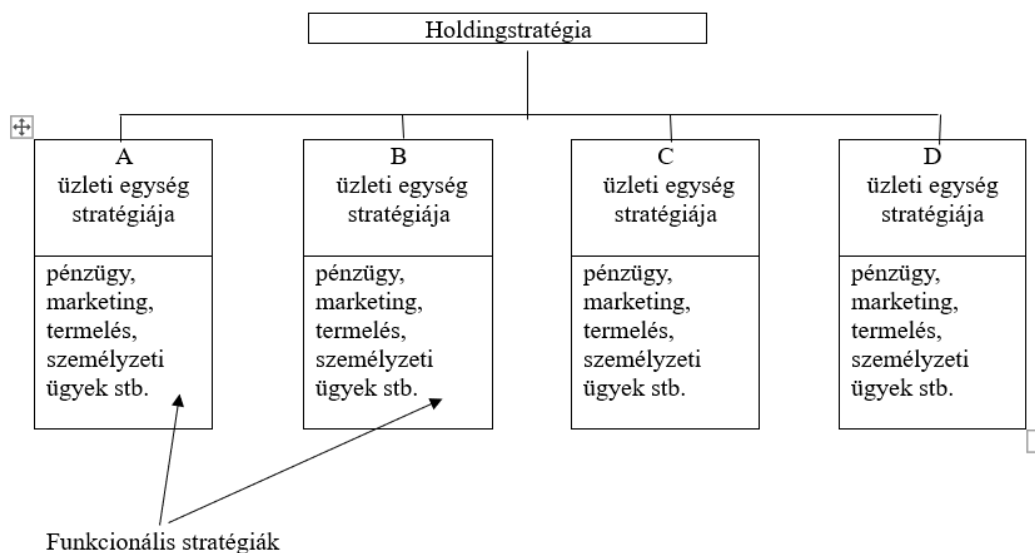 Holdingstratégia
A
üzleti egység
stratégiája
pénzügy,
marketing,
termelés,
személyzeti
ügyek stb.
B
üzleti egység
stratégiája
pénzügy,
marketing,
termelés,
személyzeti
ügyek stb.
C
üzleti egység
stratégiája
pénzügy,
marketing,
termelés,
személyzeti
ügyek stb.
D
üzleti egység
stratégiája
pénzügy,
marketing,
termelés,
személyzeti
ügyek stb.
Funkcionális stratégiák